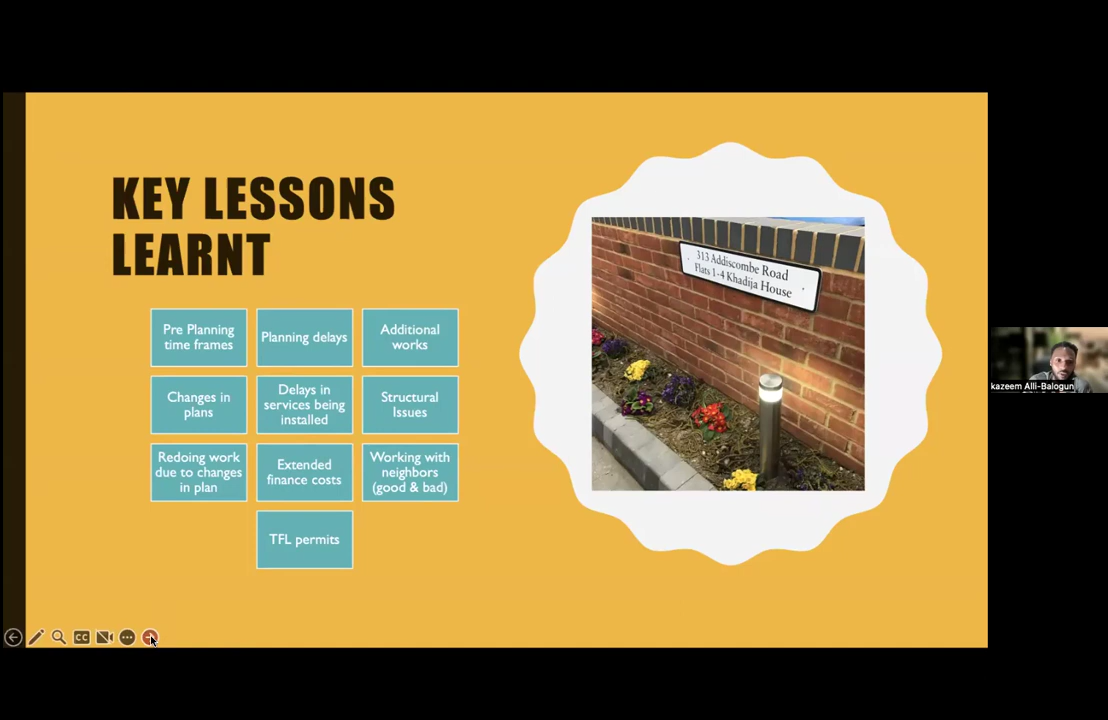 KEY LESSONS
LEARNT
Pre Planning
time frames
Planning delays
Additional
works
Changes in
plans
Delays in
services being
installed
Structural
Issues
Redoing work
due to changes
in plan
Extended
finance costs
Working with
neighbors
(good & bad)
TFL permits
313 Addiscombe Road
Flats 1-4 Khadija House
kazeem Alli-Balogun
CC